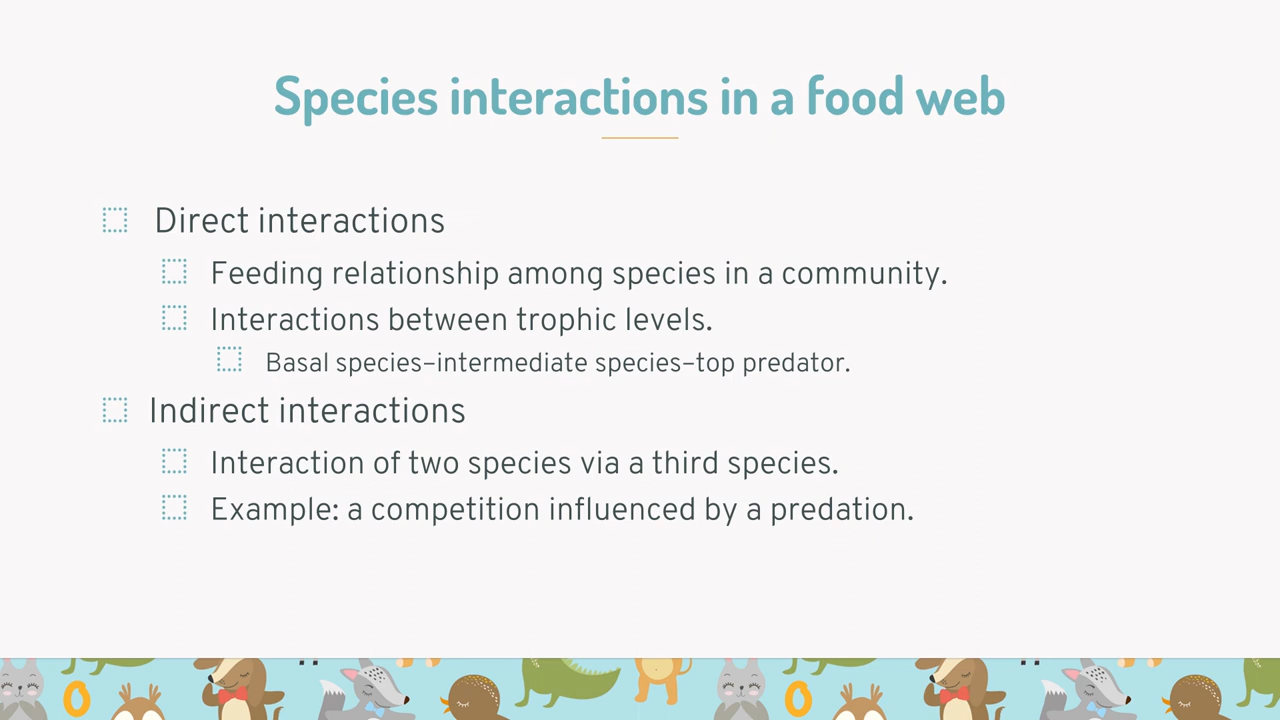 Species interactions in a food web
Direct interactions
Feeding relationship among species in a community.
Interactions between trophic levels.
Basal species–intermediate species–top predator.
Indirect interactions
Interaction of two species via a third species.
Example: a competition influenced by a predation.